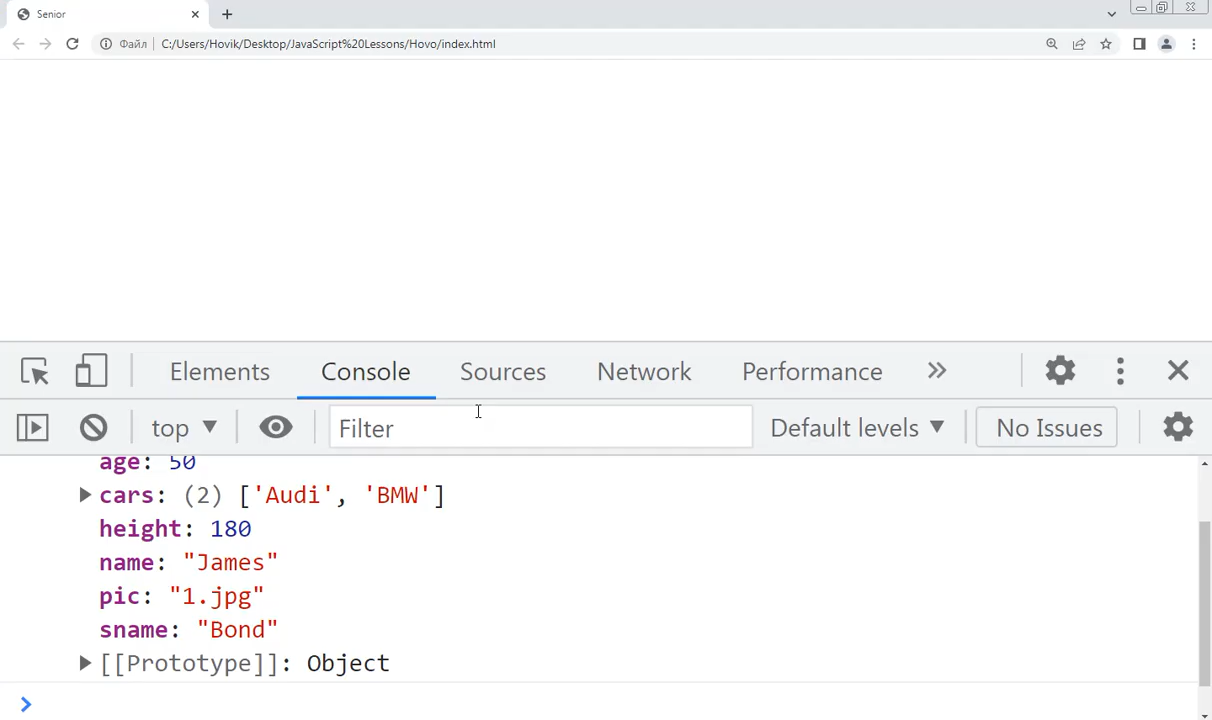 Senior
Файл C:/Users/Hovik/Desktop/JavaScript%20Lessons/Hovo/index.html
Elements Console Sources Network Performance
top Filter Default levels No Issues
age: 50
cars: (2) ['Audi', 'BMW']
height: 180
name: "James"
pic: "1.jpg"
sname: "Bond"
[[Prototype]]: Object